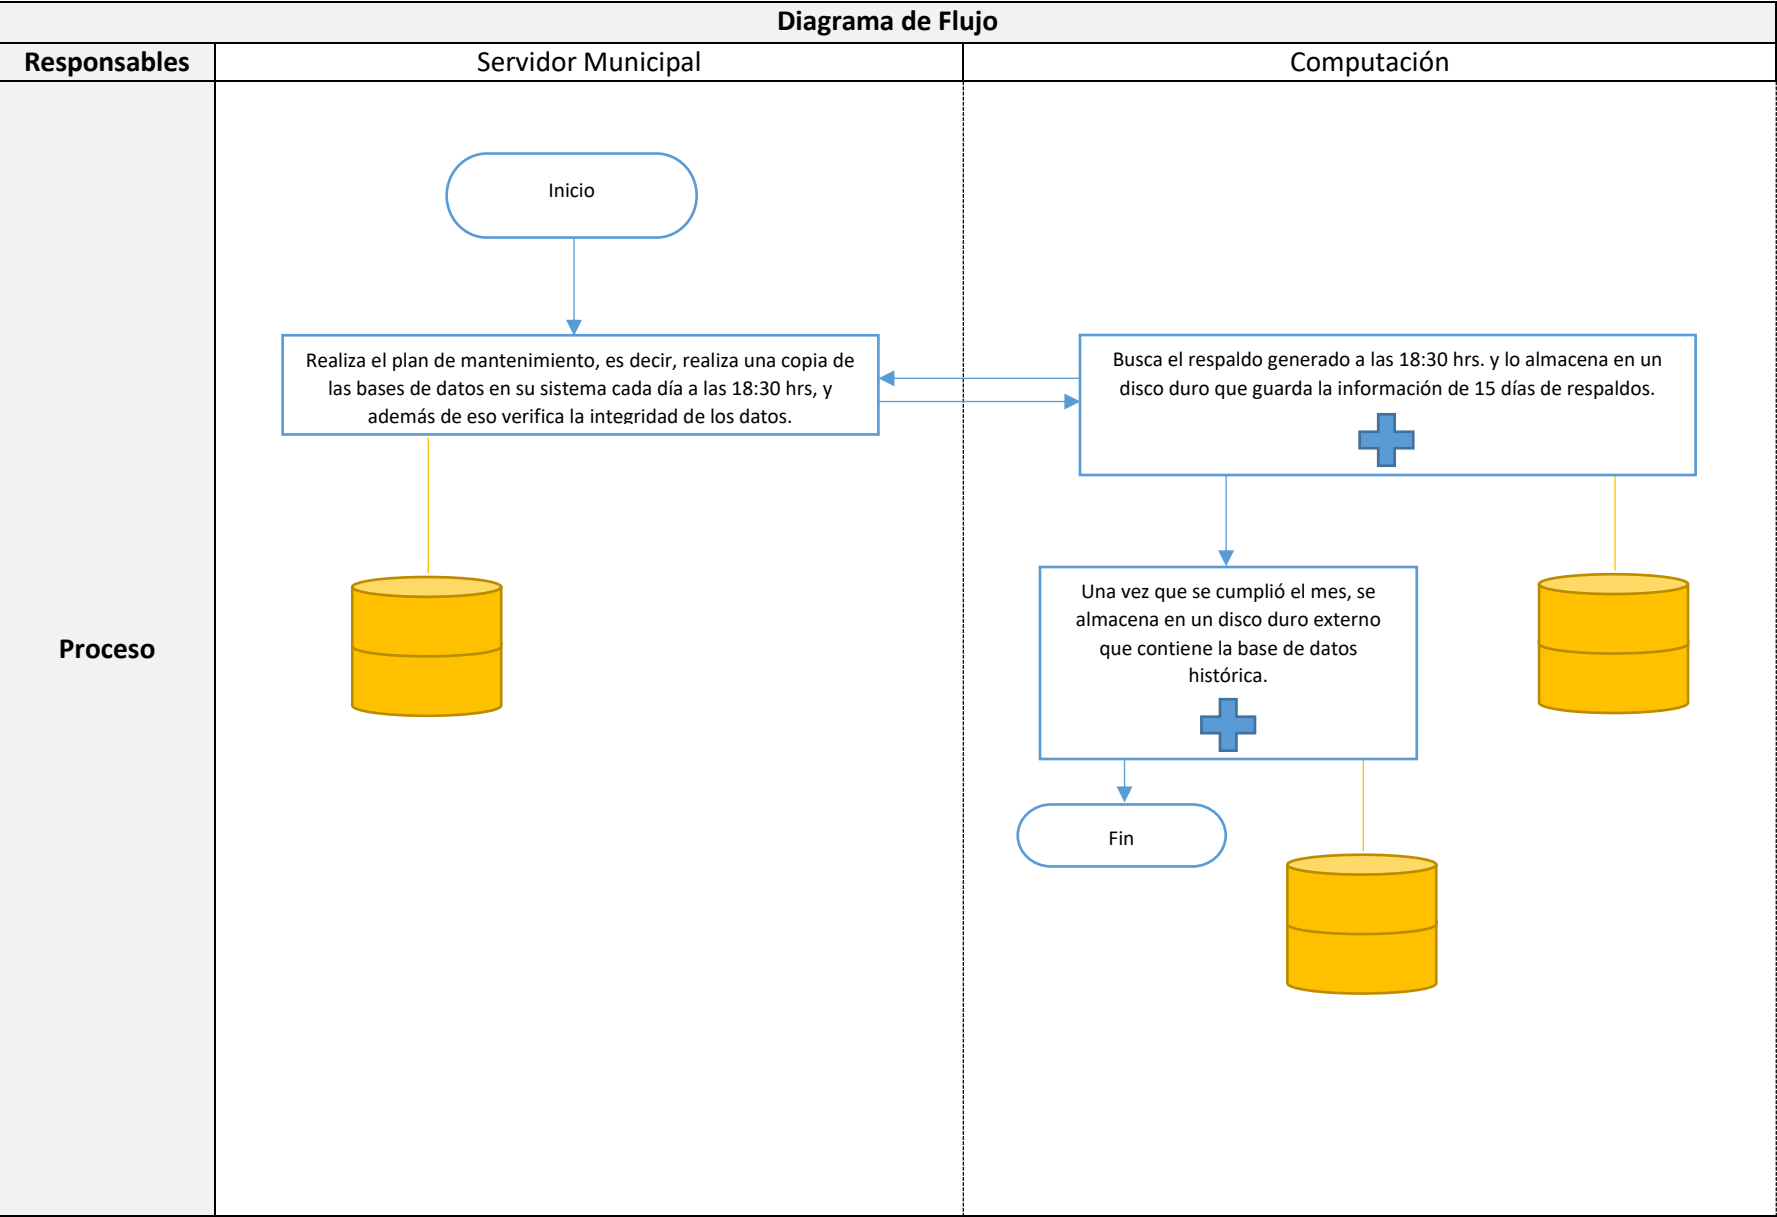 Diagrama de Flujo
Responsables
Servidor Municipal
Computación
Proceso
Inicio
Realiza el plan de mantenimiento, es decir, realiza una copia de
las bases de datos en su sistema cada día a las 18:30 hrs, y
además de eso verifica la integridad de los datos.
Busca el respaldo generado a las 18:30 hrs. y lo almacena en un
disco duro que guarda la información de 15 días de respaldos.
Una vez que se cumplió el mes, se
almacena en un disco duro externo
que contiene la base de datos
histórica.
Fin